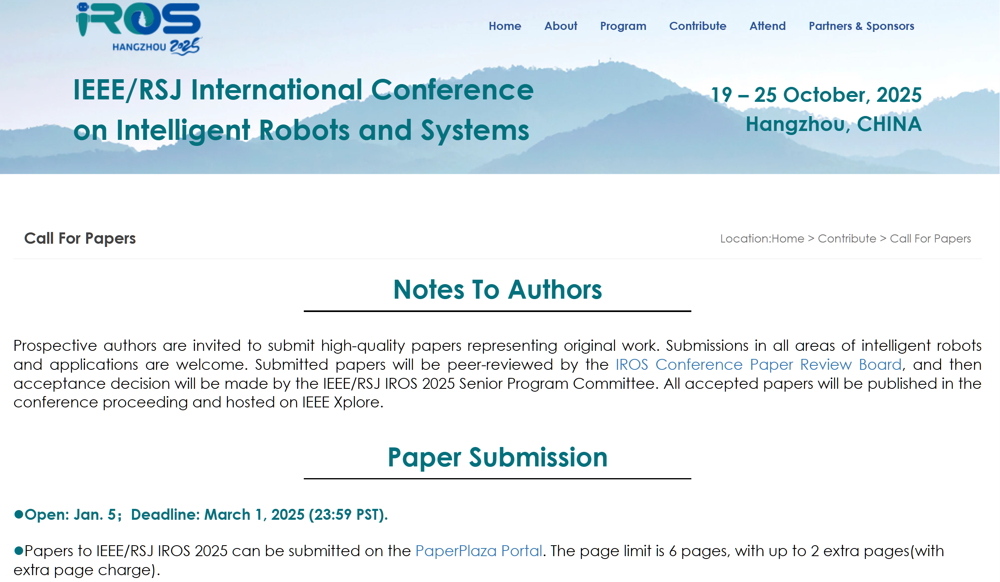 iROS
HANGZHOU 2025
Home About Program Contribute Attend Partners & Sponsors
IEEE/RSJ International Conference
on Intelligent Robots and Systems
19 – 25 October, 2025
Hangzhou, CHINA
Call For Papers
Location:Home > Contribute > Call For Papers
Notes To Authors
Prospective authors are invited to submit high-quality papers representing original work. Submissions in all areas of intelligent robots
and applications are welcome. Submitted papers will be peer-reviewed by the IROS Conference Paper Review Board, and then
acceptance decision will be made by the IEEE/RSJ IROS 2025 Senior Program Committee. All accepted papers will be published in the
conference proceeding and hosted on IEEE Xplore.
Paper Submission
●Open: Jan. 5；Deadline: March 1, 2025 (23:59 PST).
●Papers to IEEE/RSJ IROS 2025 can be submitted on the PaperPlaza Portal. The page limit is 6 pages, with up to 2 extra pages(with
extra page charge).